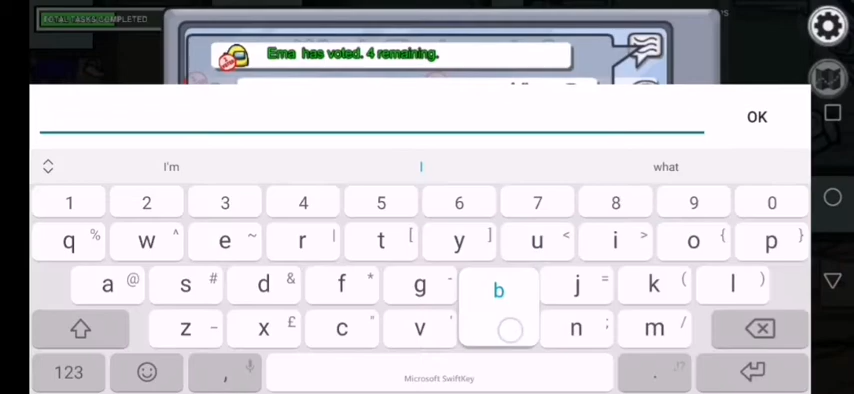 TOTAL TASKS COMPLETED
Ema has voted. 4 remaining.
OK
I'm I what
1 2 3 4 5 6 7 8 9 0
q % w ^ e ~ r | t [ y ] u < i > o { p }
a @ s # d & f * g - b j = k ( l )
z _ x £ c " v ' n ; m /
123 , . ,!?
Microsoft SwiftKey